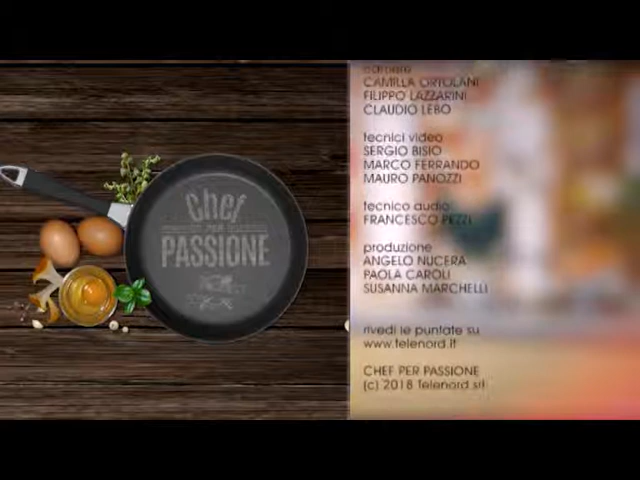 Chef
PER
PASSIONE
camere
CAMILLA ORTOLANI
FILIPPO LAZZARINI
CLAUDIO LEBO
tecnici video
SERGIO BISIO
MARCO FERRANDO
MAURO PANOZZI
tecnico audio
FRANCESCO PEZZI
produzione
ANGELO NUCERA
PAOLA CAROLI
SUSANNA MARCHELLI
rivedi le puntate su
www.telenord.it
CHEF PER PASSIONE
(c) 2018 Telenord srl